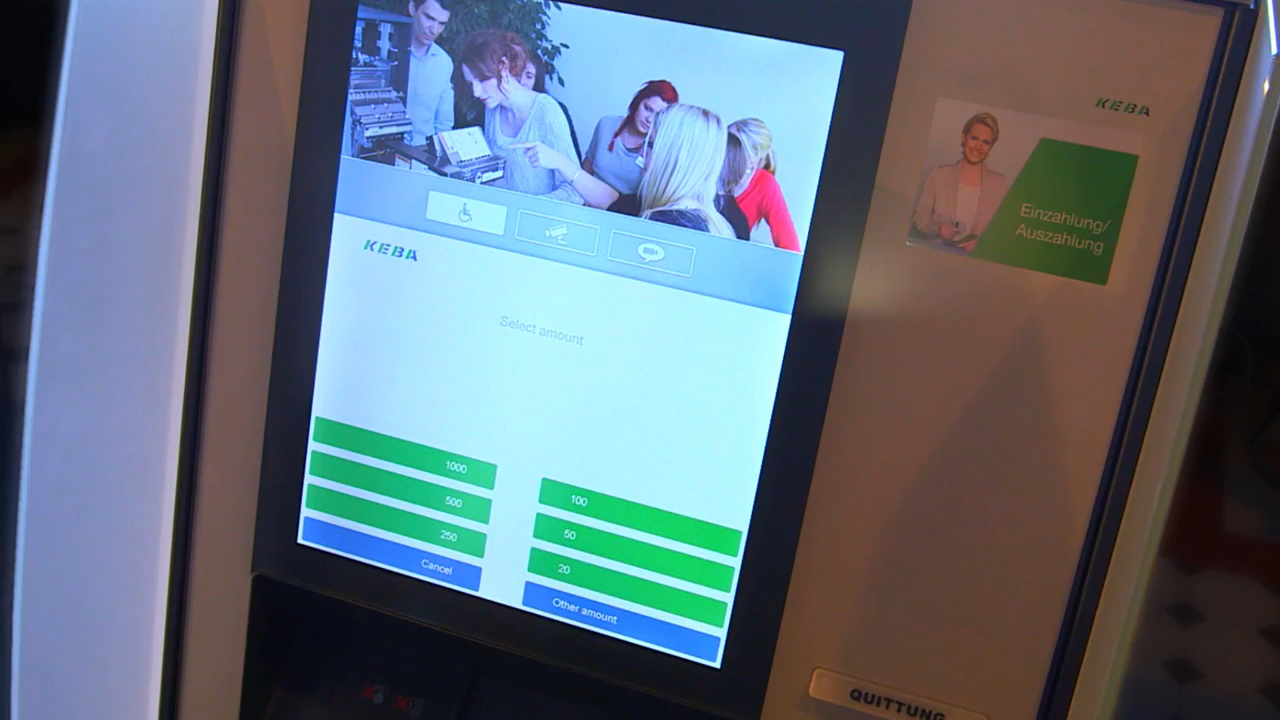 KEBA
Einzahlung/
Auszahlung
KEBA
Select amount
1000
500
250
Cancel
100
50
20
Other amount
QUITTUNG